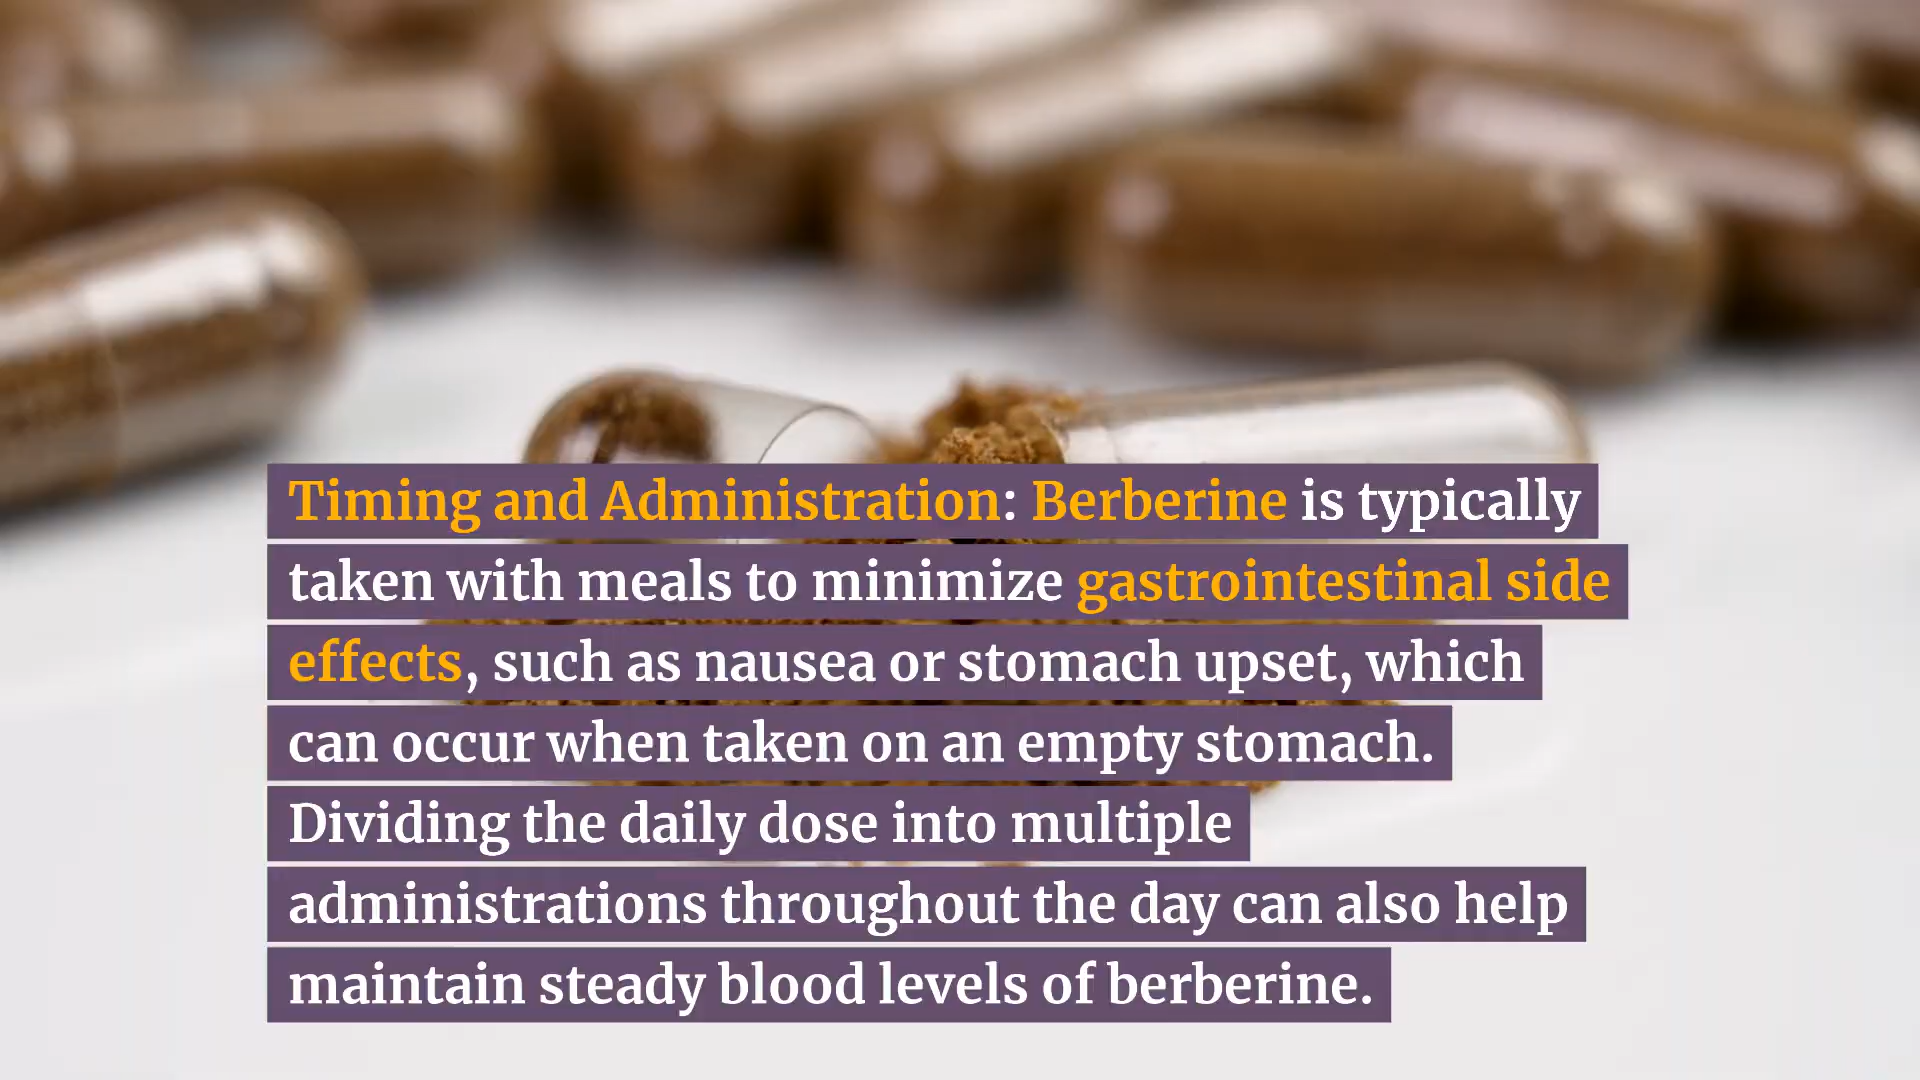 Timing and Administration: Berberine is typically
taken with meals to minimize gastrointestinal side
effects, such as nausea or stomach upset, which
can occur when taken on an empty stomach.
Dividing the daily dose into multiple
administrations throughout the day can also help
maintain steady blood levels of berberine.